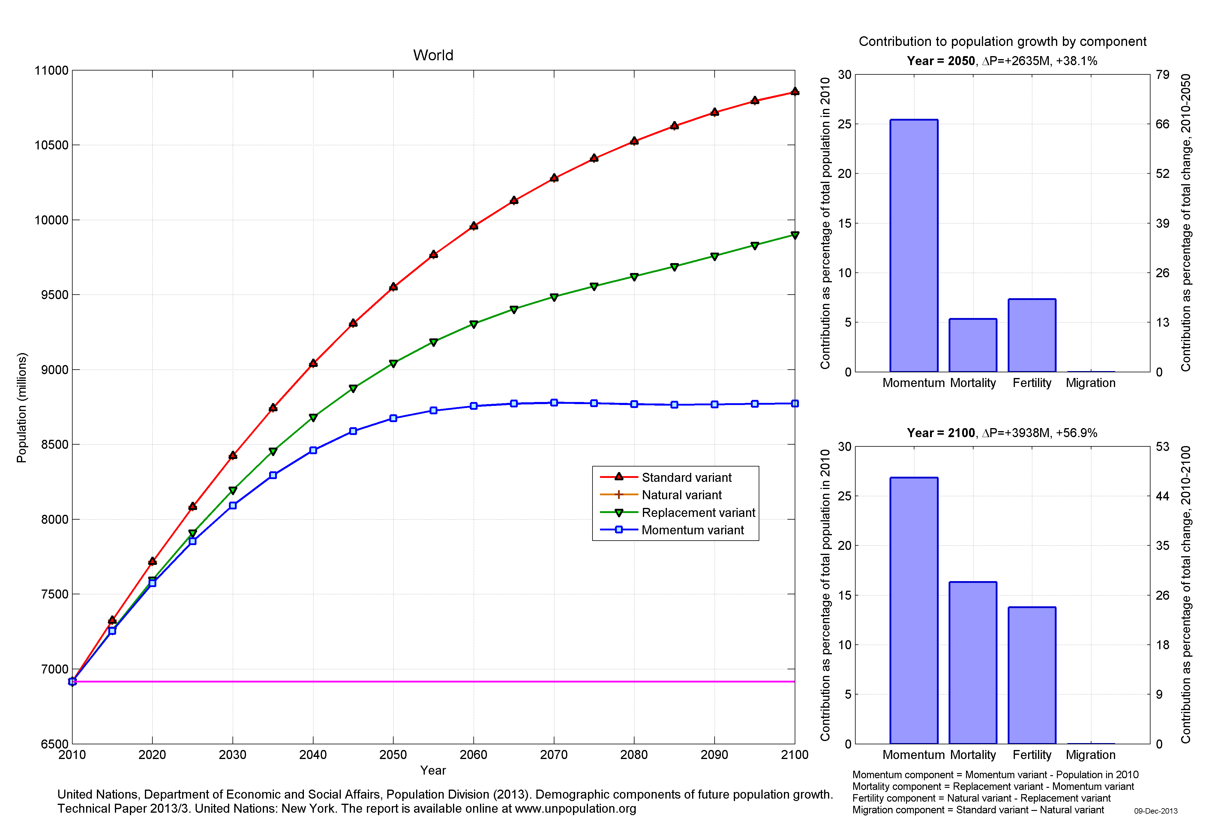 World
11000
10500
10000
9500
9000
8500
8000
7500
7000
6500
Population (millions)
2010 2020 2030 2040 2050 2060 2070 2080 2090 2100
Year
Standard variant
Natural variant
Replacement variant
Momentum variant
Contribution to population growth by component
Year = 2050, ΔP=+2635M, +38.1%
Contribution as percentage of total population in 2010
30
25
20
15
10
5
0
79
66
52
39
26
13
0
Contribution as percentage of total change, 2010-2050
Momentum Mortality Fertility Migration
Year = 2100, ΔP=+3938M, +56.9%
Contribution as percentage of total population in 2010
30
25
20
15
10
5
0
53
44
35
26
18
9
0
Contribution as percentage of total change, 2010-2100
Momentum Mortality Fertility Migration
United Nations, Department of Economic and Social Affairs, Population Division (2013). Demographic components of future population growth.
Technical Paper 2013/3. United Nations: New York. The report is available online at www.unpopulation.org
Momentum component = Momentum variant - Population in 2010
Mortality component = Replacement variant - Momentum variant
Fertility component = Natural variant - Replacement variant
Migration component = Standard variant – Natural variant
09-Dec-2013